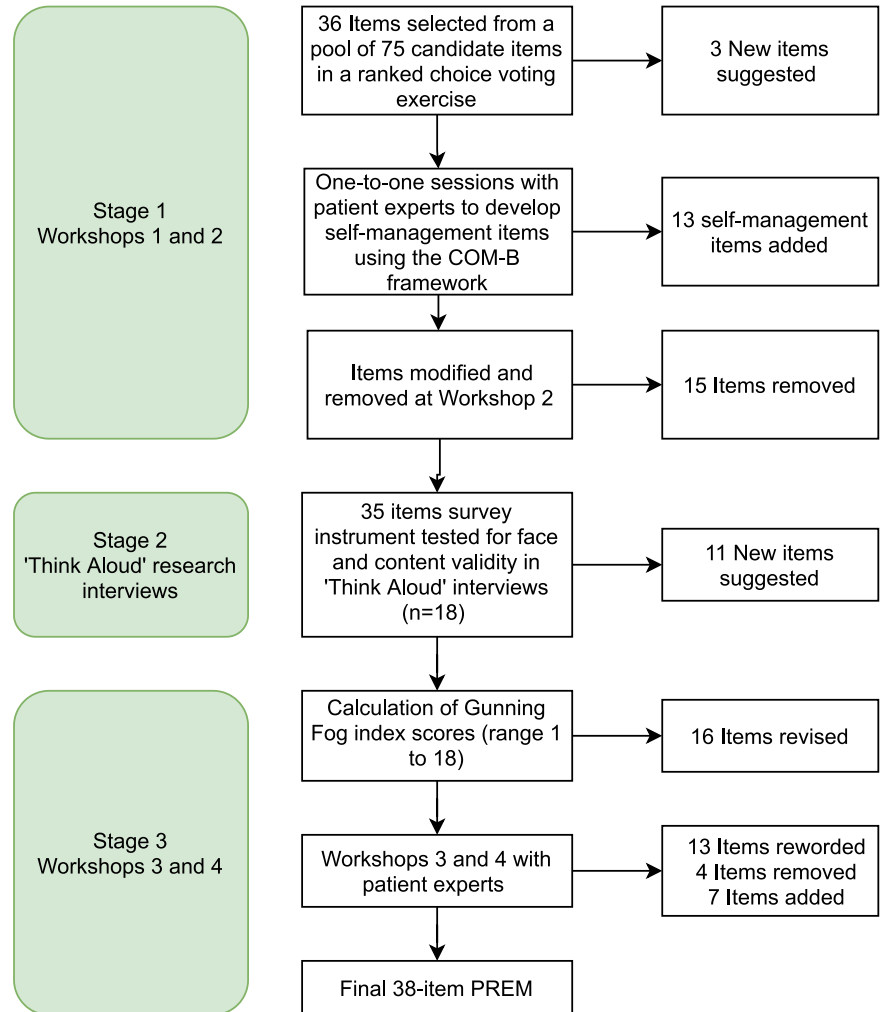 36 Items selected from a
pool of 75 candidate items
in a ranked choice voting
exercise
3 New items
suggested
Stage 1
Workshops 1 and 2
One-to-one sessions with
patient experts to develop
self-management items
using the COM-B
framework
13 self-management
items added
Items modified and
removed at Workshop 2
15 Items removed
Stage 2
'Think Aloud' research
interviews
35 items survey
instrument tested for face
and content validity in
'Think Aloud' interviews
(n=18)
11 New items
suggested
Calculation of Gunning
Fog index scores (range 1
to 18)
16 Items revised
Stage 3
Workshops 3 and 4
Workshops 3 and 4 with
patient experts
13 Items reworded
4 Items removed
7 Items added
Final 38-item PREM